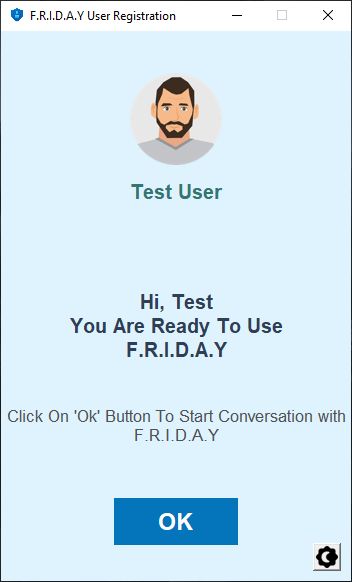 F.R.I.D.A.Y User Registration
Test User
Hi, Test
You Are Ready To Use
F.R.I.D.A.Y
Click On 'Ok' Button To Start Conversation with
F.R.I.D.A.Y
OK